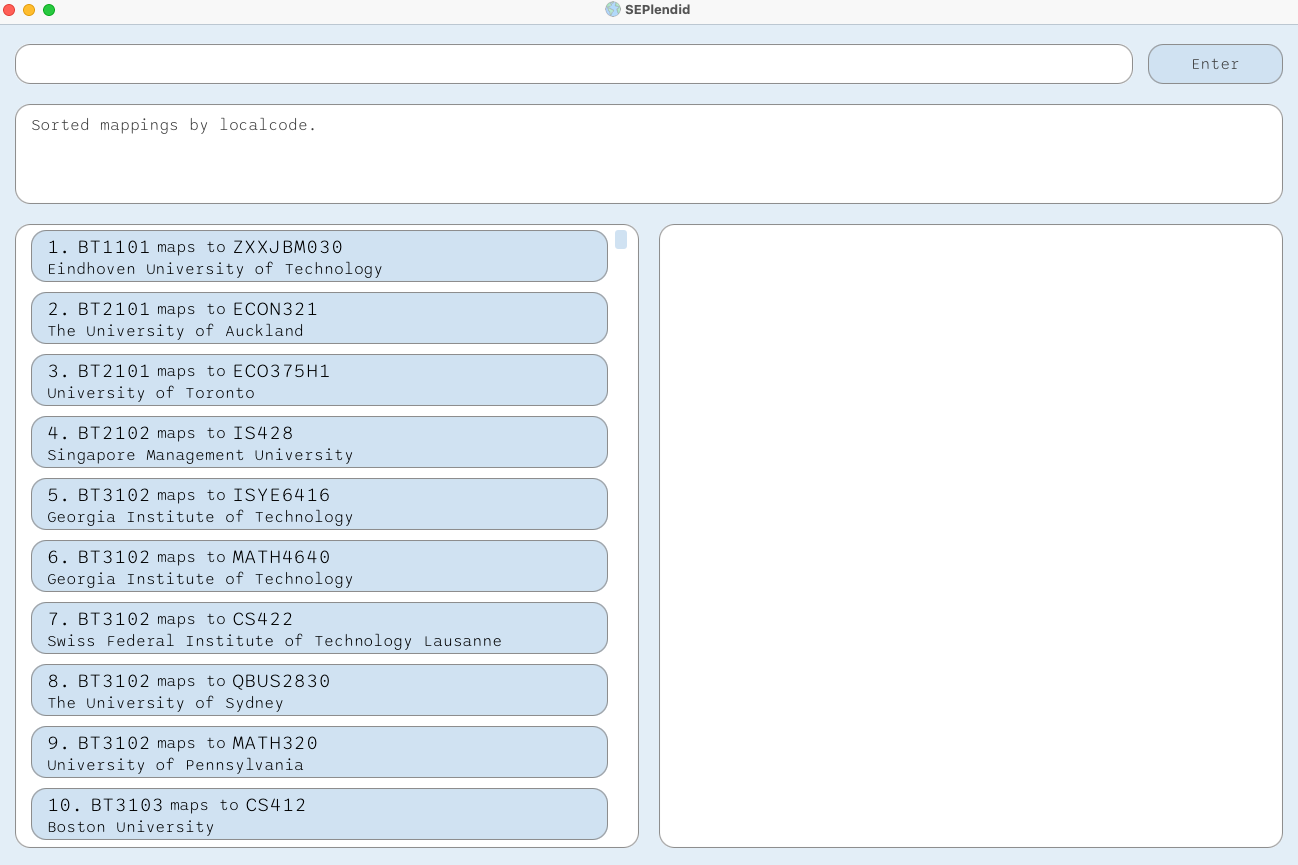 SEPlendid
Enter
Sorted mappings by localcode.
1. BT1101 maps to ZXXJBM030
Eindhoven University of Technology
2. BT2101 maps to ECON321
The University of Auckland
3. BT2101 maps to ECO375H1
University of Toronto
4. BT2102 maps to IS428
Singapore Management University
5. BT3102 maps to ISYE6416
Georgia Institute of Technology
6. BT3102 maps to MATH4640
Georgia Institute of Technology
7. BT3102 maps to CS422
Swiss Federal Institute of Technology Lausanne
8. BT3102 maps to QBUS2830
The University of Sydney
9. BT3102 maps to MATH320
University of Pennsylvania
10. BT3103 maps to CS412
Boston University